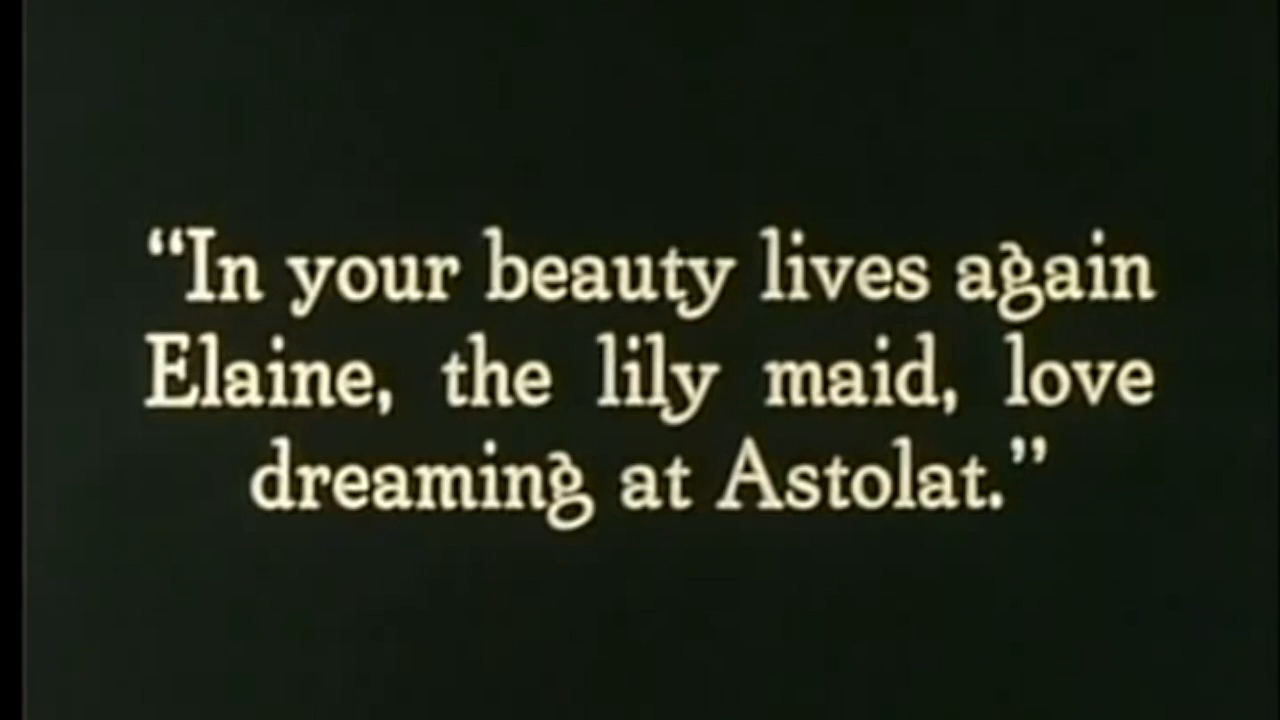 “In your beauty lives again
Elaine, the lily maid, love
dreaming at Astolat.”